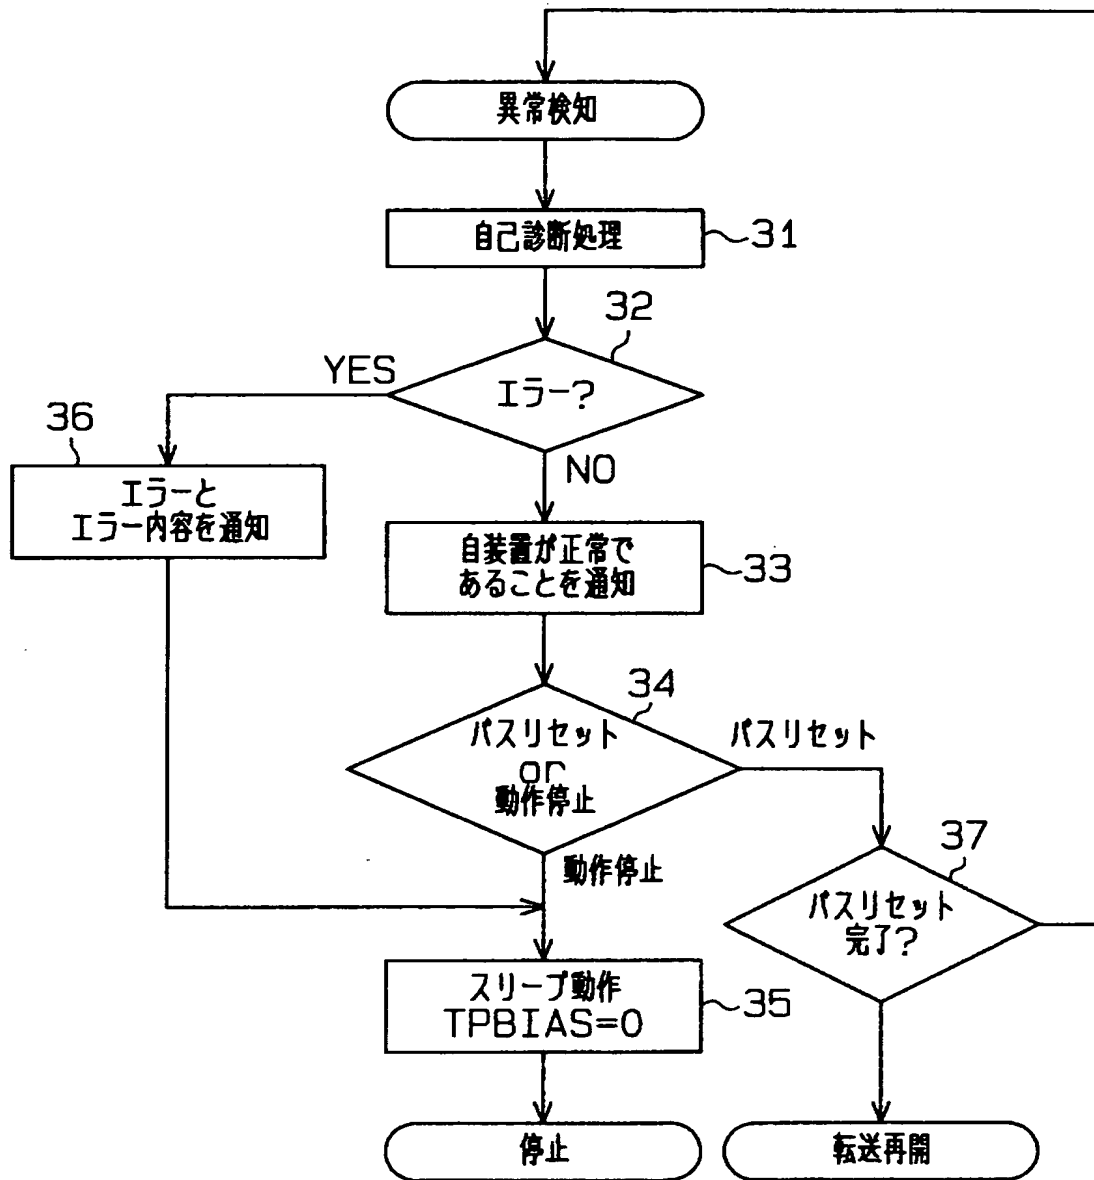 異常検知
自己診断処理
31
32
YES
エラー?
36
NO
エラーと
エラー内容を通知
自装置が正常で
あることを通知
33
34
バスリセット
or
動作停止
バスリセット
37
動作停止
バスリセット
完了?
スリープ動作
TPBIAS=0
35
停止
転送再開